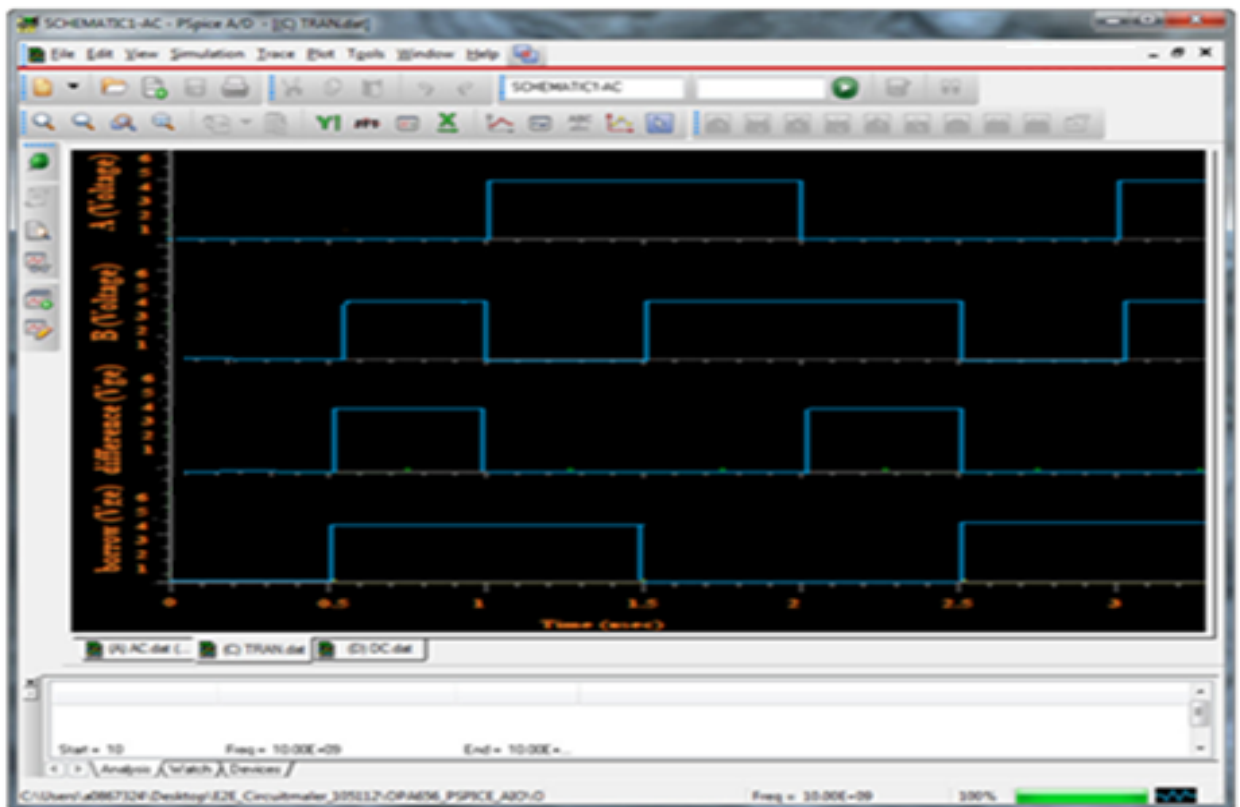 SCHEMATIC1-AC - PSpice A/D - [(C) TRAN.dat]
File Edit View Simulation Trace Plot Tools Window Help
SCHEMATIC1-AC
A (Voltage)
B (Voltage)
difference (Vge)
borrow (Vge)
0 0.5 1 1.5 2 2.5 3
Time (usec)
(A) AC.dat (... (C) TRAN.dat (D) DC.dat
Start = 10 Freq = 10.00E+09 End = 10.00E+...
Analysis Watch Devices
Freq = 10.00E+09 100%